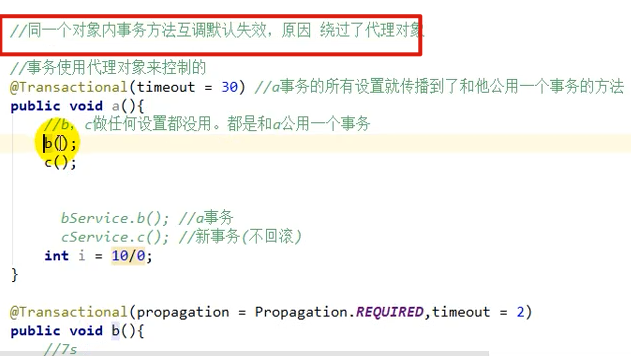 //同一个对象内事务方法互调默认失效，原因 绕过了代理对象
//事务使用代理对象来控制的
@Transactional(timeout = 30) //a事务的所有设置就传播到了和他公用一个事务的方法
public void a(){
//b，c做任何设置都没用。都是和a公用一个事务
b();
c();
bService.b(); //a事务
cService.c(); //新事务(不回滚)
int i = 10/0;
}
@Transactional(propagation = Propagation.REQUIRED,timeout = 2)
public void b(){
//7s